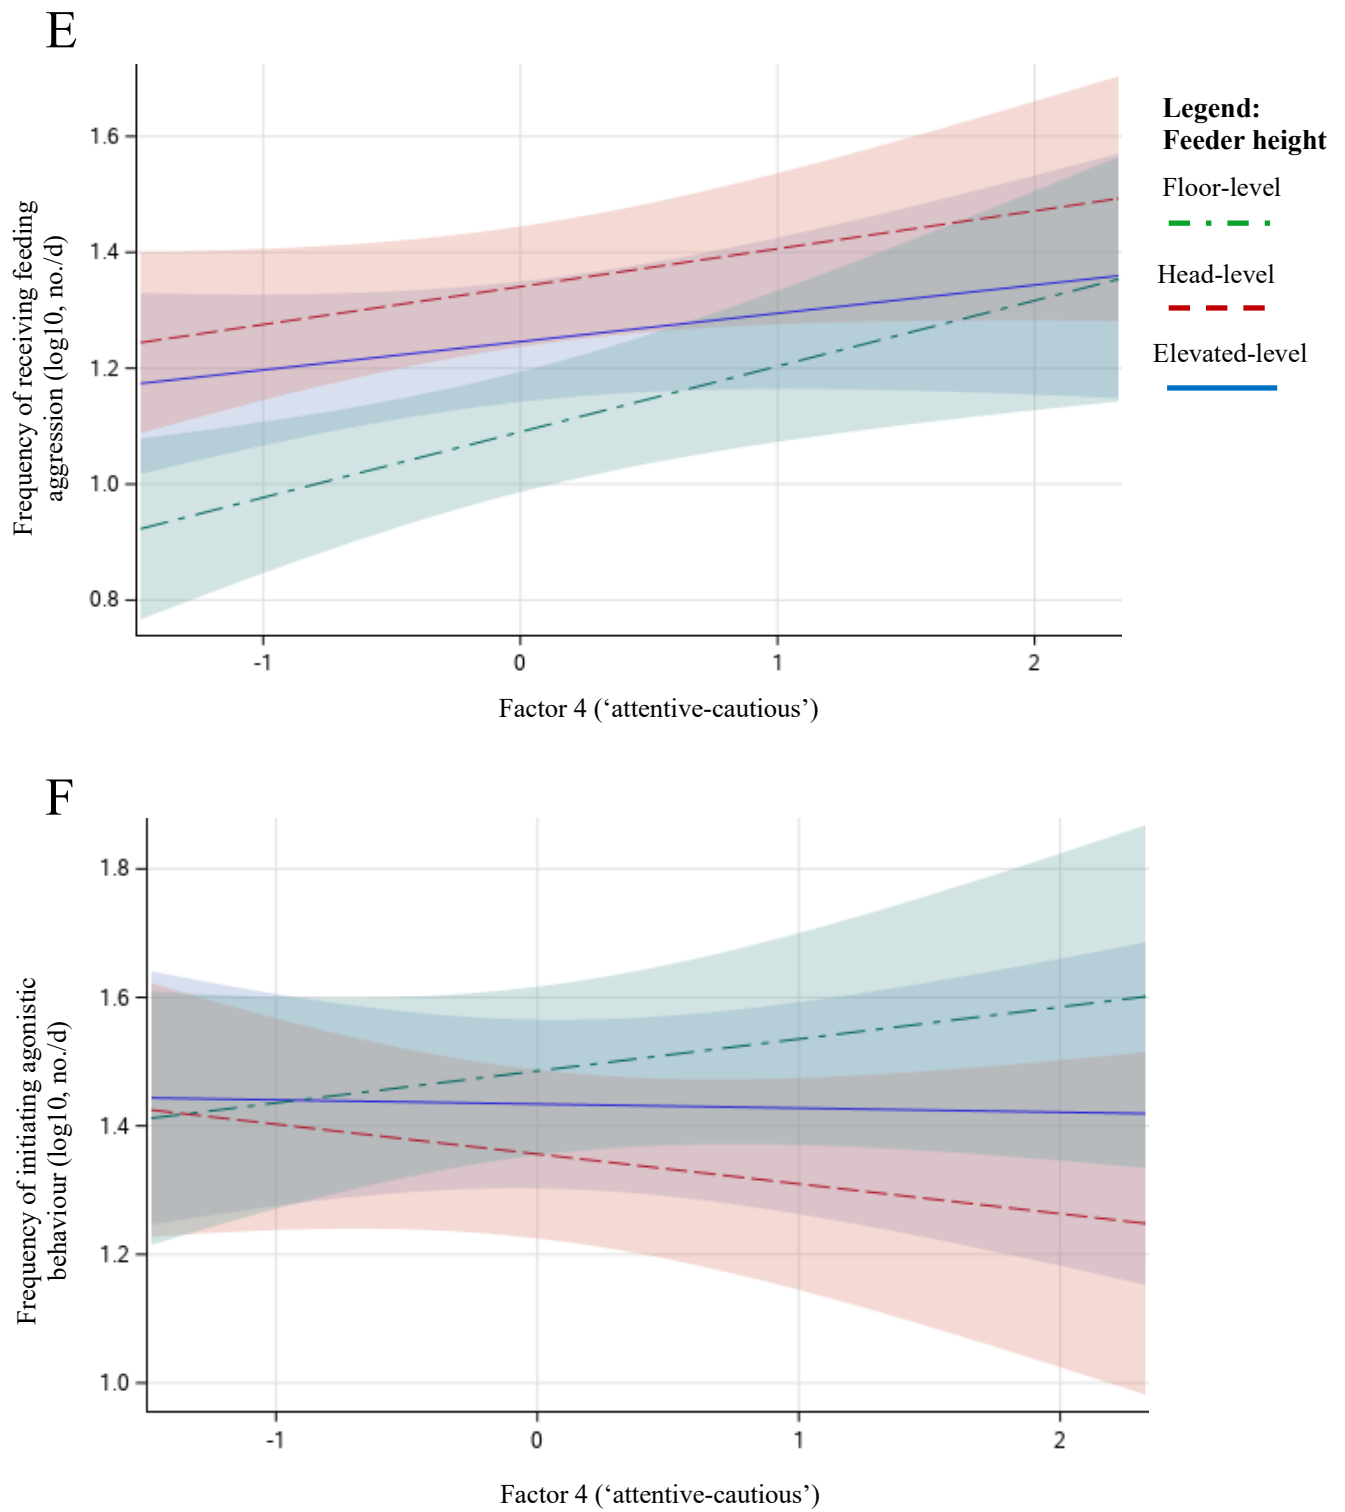 E
1.6
1.4
1.2
1.0
0.8
Frequency of receiving feeding
aggression (log10, no./d)
-1
0
1
2
Factor 4 (‘attentive-cautious’)
Legend:
Feeder height
Floor-level
Head-level
Elevated-level
F
1.8
1.6
1.4
1.2
1.0
Frequency of initiating agonistic
behaviour (log10, no./d)
-1
0
1
2
Factor 4 (‘attentive-cautious’)